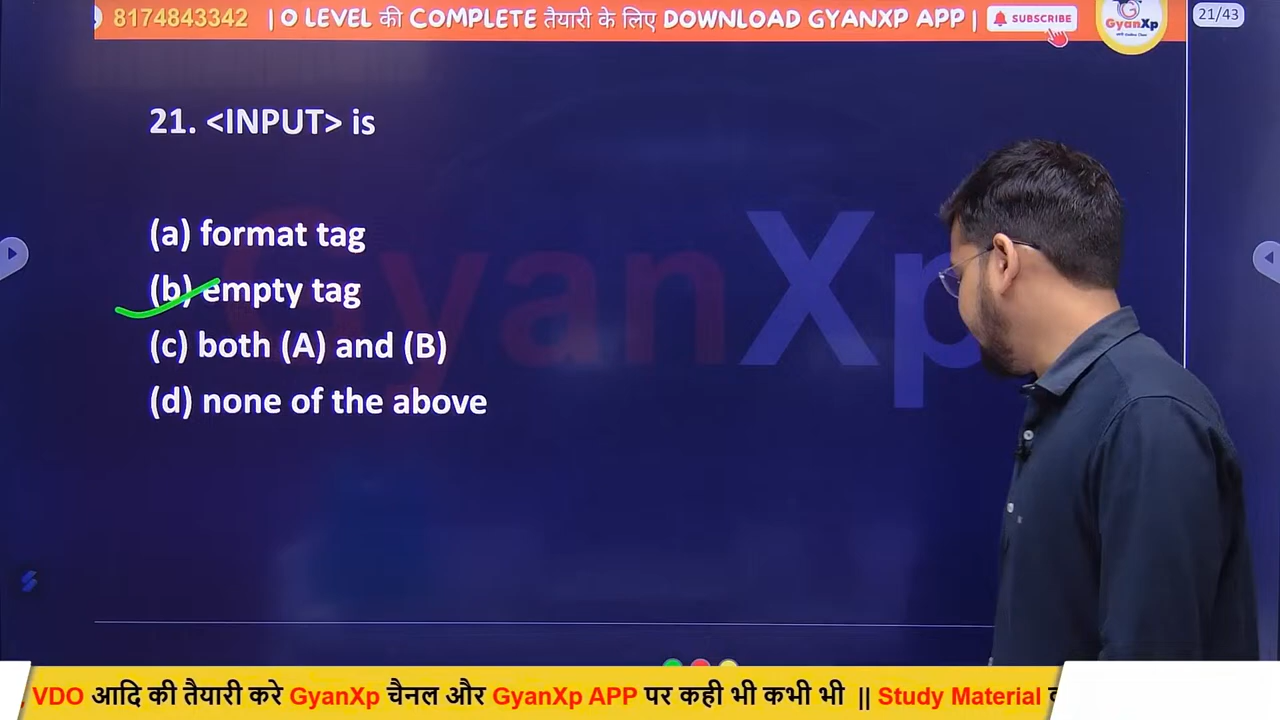 8174843342 | O LEVEL की COMPLETE तैयारी के लिए DOWNLOAD GYANXP APP |
SUBSCRIBE
GyanXp
21/43
21. <INPUT> is
(a) format tag
(b) empty tag
(c) both (A) and (B)
(d) none of the above
GyanXp
VDO आदि की तैयारी करे GyanXp चैनल और GyanXp APP पर कही भी कभी भी || Study Material